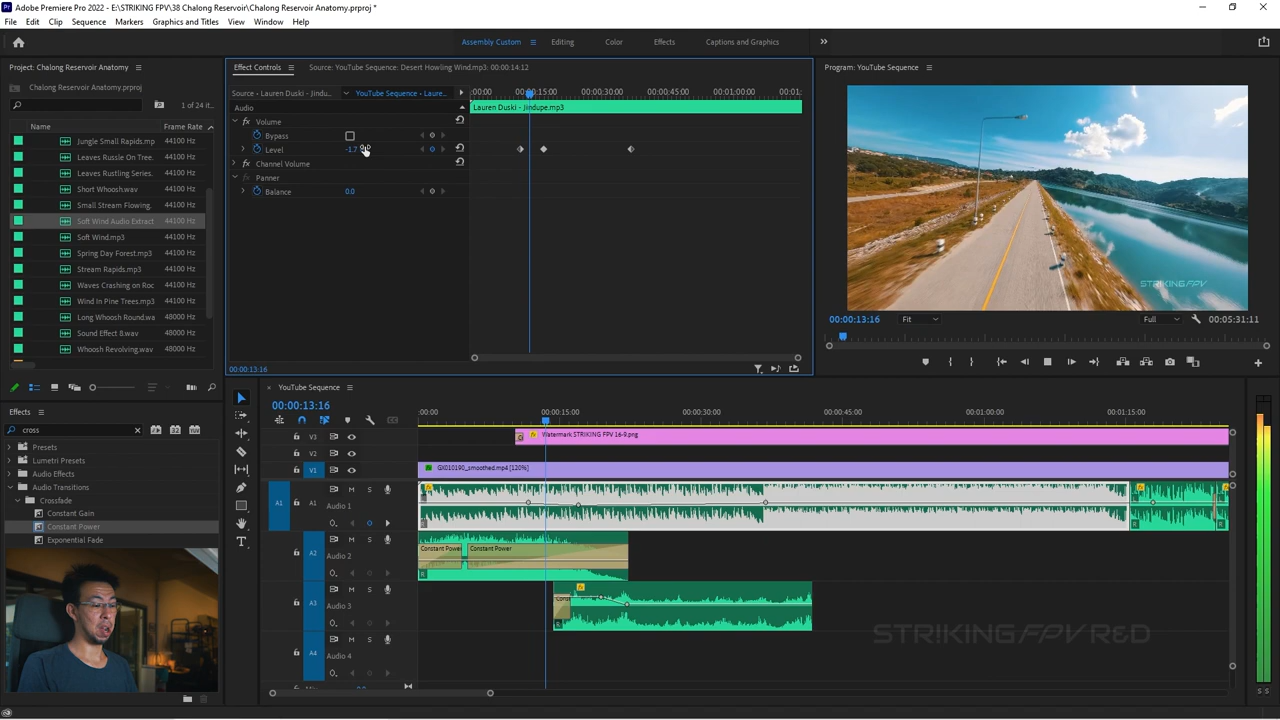 Adobe Premiere Pro 2022 - E:\STRIKING FPV\38 Chalong Reservoir\Chalong Reservoir Anatomy.prproj *
File Edit Clip Sequence Markers Graphics and Titles View Window Help
Assembly Custom Editing Color Effects Captions and Graphics
Project: Chalong Reservoir Anatomy
Chalong Reservoir Anatomy.prproj
1 of 24 it...
Name Frame Rate
Jungle Small Rapids.mp 44100 Hz
Leaves Russle On Tree. 44100 Hz
Leaves Rustling Series. 44100 Hz
Short Whoosh.wav 44100 Hz
Small Stream Flowing. 44100 Hz
Soft Wind Audio Extract 44100 Hz
Soft Wind.mp3 44100 Hz
Spring Day Forest.mp3 44100 Hz
Stream Rapids.mp3 44100 Hz
Waves Crashing on Roc 44100 Hz
Wind In Pine Trees.mp3 44100 Hz
Long Whoosh Round.wa 48000 Hz
Sound Effect 8.wav 48000 Hz
Whoosh Revolving.wav 48000 Hz
Effect Controls Source: YouTube Sequence: Desert Howling Wind.mp3: 00:00:14:12
Source • Lauren Duski - Jindu... YouTube Sequence • Laure...
:00:00 00:00:15:00 00:00:30:00 00:00:45:00 00:01:00:00 00:01:
Audio
Lauren Duski - Jindupe.mp3
Volume
Bypass
Level -1.7
Channel Volume
Panner
Balance 0.0
00:00:13:16
Program: YouTube Sequence
STRIKING FPV
00:00:13:16 Fit Full 00:05:31:11
Effects
cross
Presets
Lumetri Presets
Audio Effects
Audio Transitions
Crossfade
Constant Gain
Constant Power
Exponential Fade
YouTube Sequence
00:00:13:16
:00:00 00:00:15:00 00:00:30:00 00:00:45:00 00:01:00:00 00:01:15:00
V3
Watermark STRIKING FPV 16-9.png
V2
V1
GX010190_smoothed.mp4 [120%]
A1 A1 M S
Audio 1
A2 M S
Audio 2
Constant Power Constant Power
A3 M S
Audio 3
A4 M S
Audio 4
STRIKING FPV R&D
S S